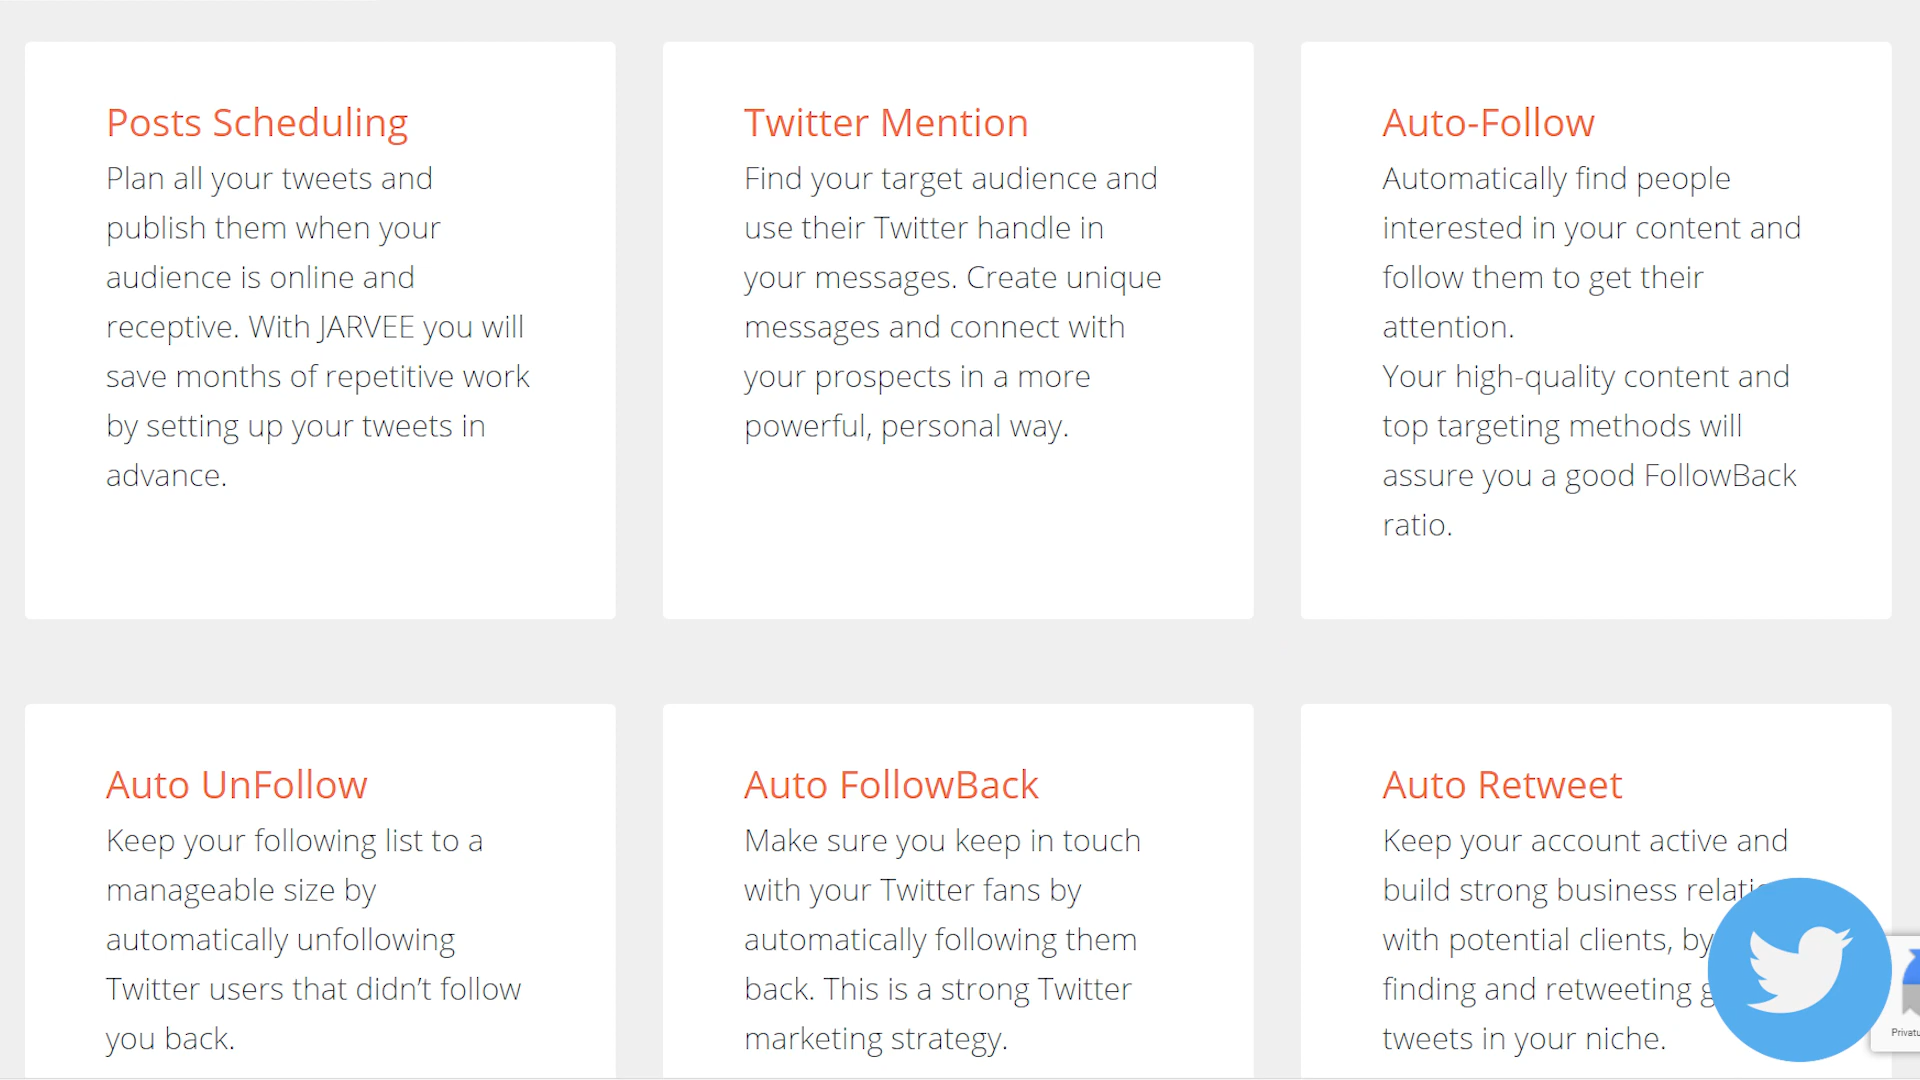 Posts Scheduling
Plan all your tweets and
publish them when your
audience is online and
receptive. With JARVEE you will
save months of repetitive work
by setting up your tweets in
advance.
Twitter Mention
Find your target audience and
use their Twitter handle in
your messages. Create unique
messages and connect with
your prospects in a more
powerful, personal way.
Auto-Follow
Automatically find people
interested in your content and
follow them to get their
attention.
Your high-quality content and
top targeting methods will
assure you a good FollowBack
ratio.
Auto UnFollow
Keep your following list to a
manageable size by
automatically unfollowing
Twitter users that didn’t follow
you back.
Auto FollowBack
Make sure you keep in touch
with your Twitter fans by
automatically following them
back. This is a strong Twitter
marketing strategy.
Auto Retweet
Keep your account active and
build strong business
with potential clients, by
finding and retweeting
tweets in your niche.